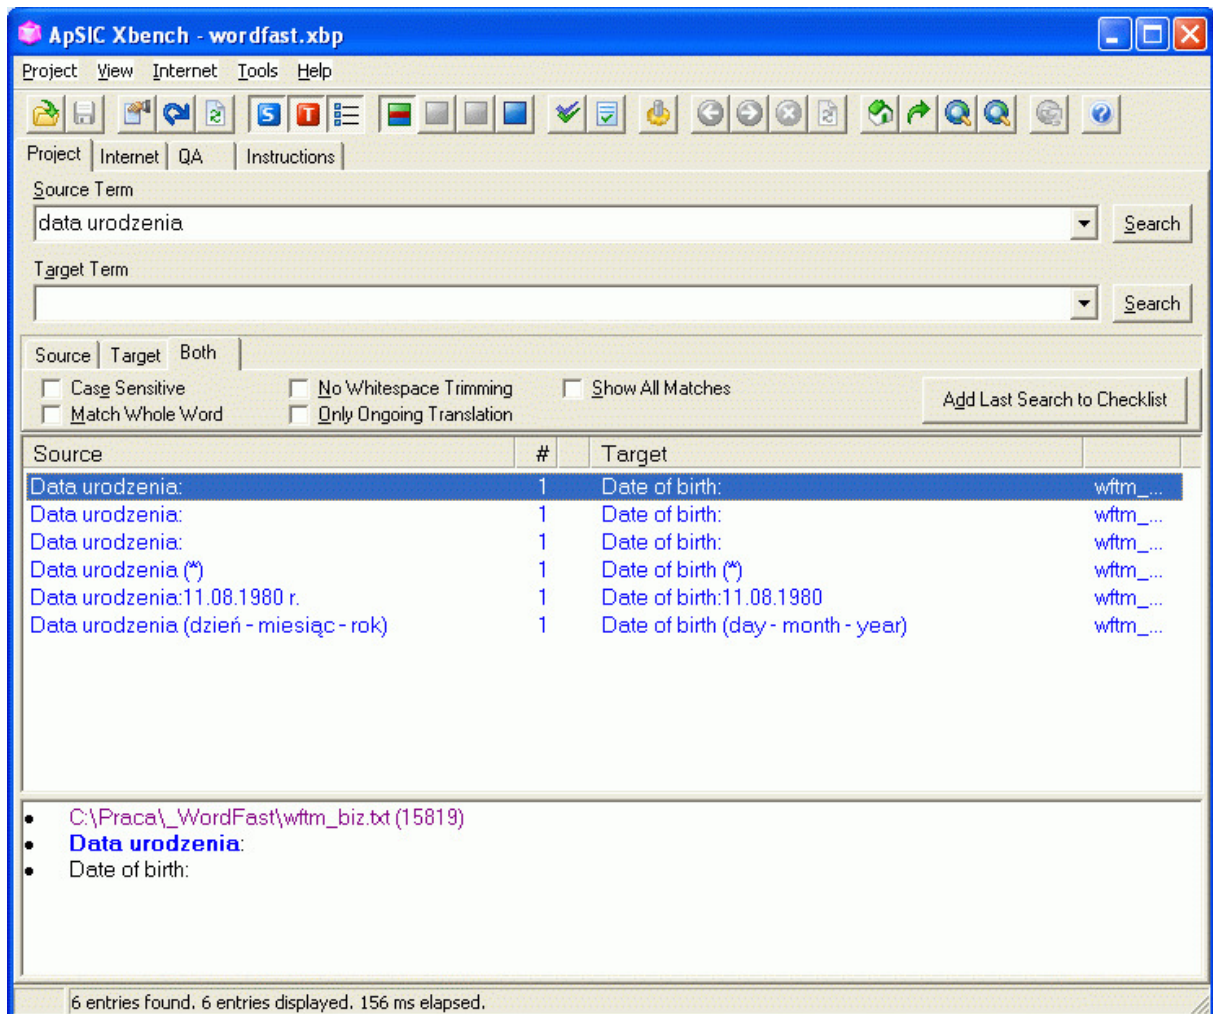 ApSIC Xbench - wordfast.xbp
Project View Internet Tools Help
S T
Project Internet QA Instructions
Source Term
data urodzenia Search
Target Term
Search
Source Target Both
Case Sensitive No Whitespace Trimming Show All Matches
Match Whole Word Only Ongoing Translation
Add Last Search to Checklist
Source # Target
Data urodzenia: 1 Date of birth: wftm_...
Data urodzenia: 1 Date of birth: wftm_...
Data urodzenia: 1 Date of birth: wftm_...
Data urodzenia (*) 1 Date of birth (*) wftm_...
Data urodzenia:11.08.1980 r. 1 Date of birth:11.08.1980 wftm_...
Data urodzenia (dzień - miesiąc - rok) 1 Date of birth (day - month - year) wftm_...
C:\Praca\_WordFast\wftm_biz.txt (15819)
Data urodzenia:
Date of birth:
6 entries found. 6 entries displayed. 156 ms elapsed.